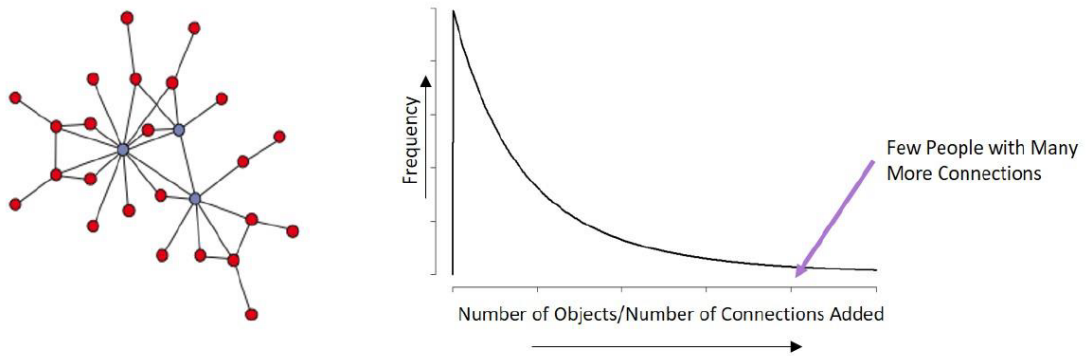 Frequency
Few People with Many
More Connections
Number of Objects/Number of Connections Added